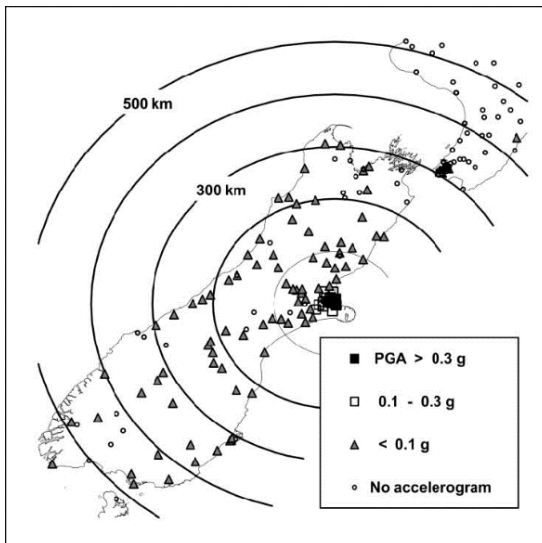 500 km
300 km
PGA > 0.3 g
0.1 - 0.3 g
< 0.1 g
No accelerogram